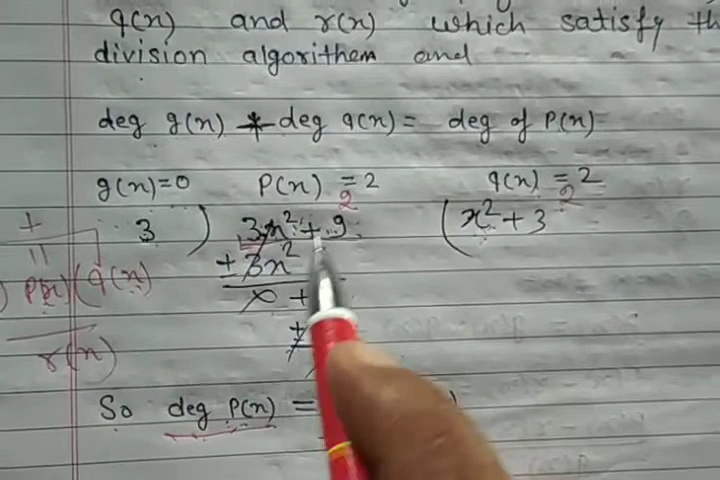 q(x) and r(x) which satisfy th
division algorithem and
deg g(x) + deg q(x) = deg of P(x)
g(x) = 0 P(x) = 2 q(x) = 2
3 ) 3x² + 9 ( x² + 3
± 3x²
P(x) ( q(x)
r(x)
So deg P(x) =